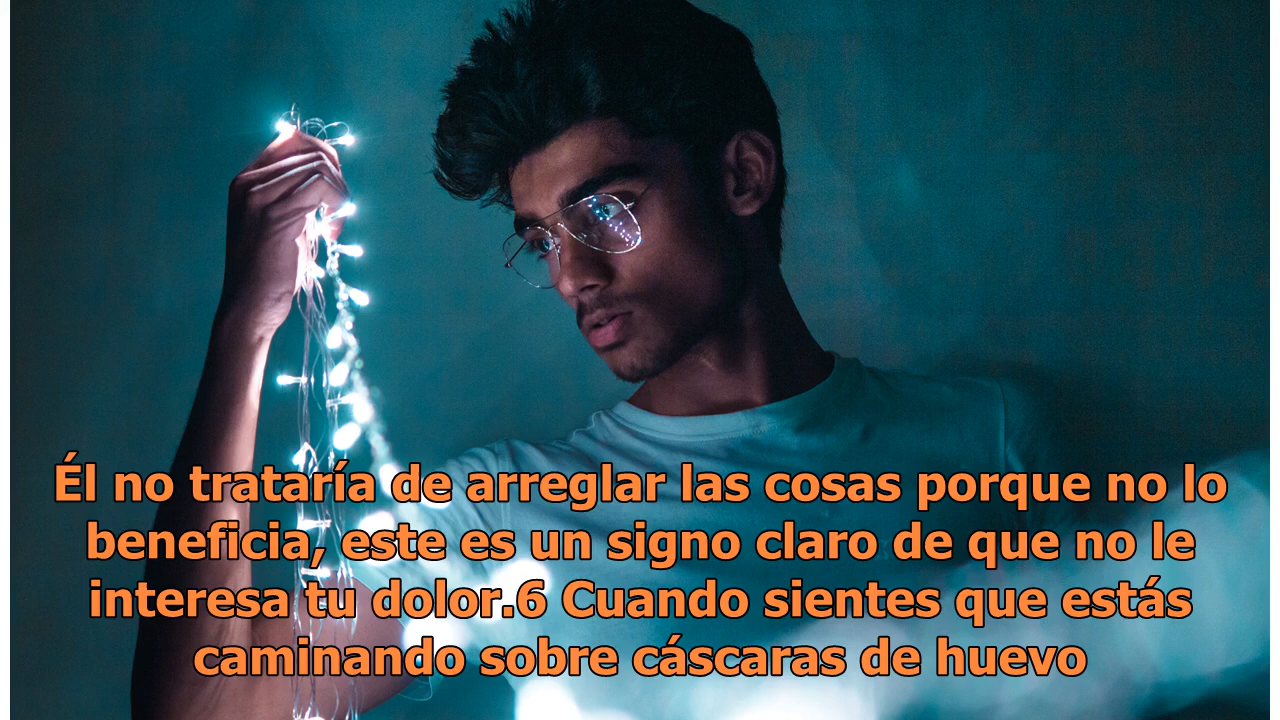 Él no trataría de arreglar las cosas porque no lo
beneficia, este es un signo claro de que no le
interesa tu dolor.6 Cuando sientes que estás
caminando sobre cáscaras de huevo